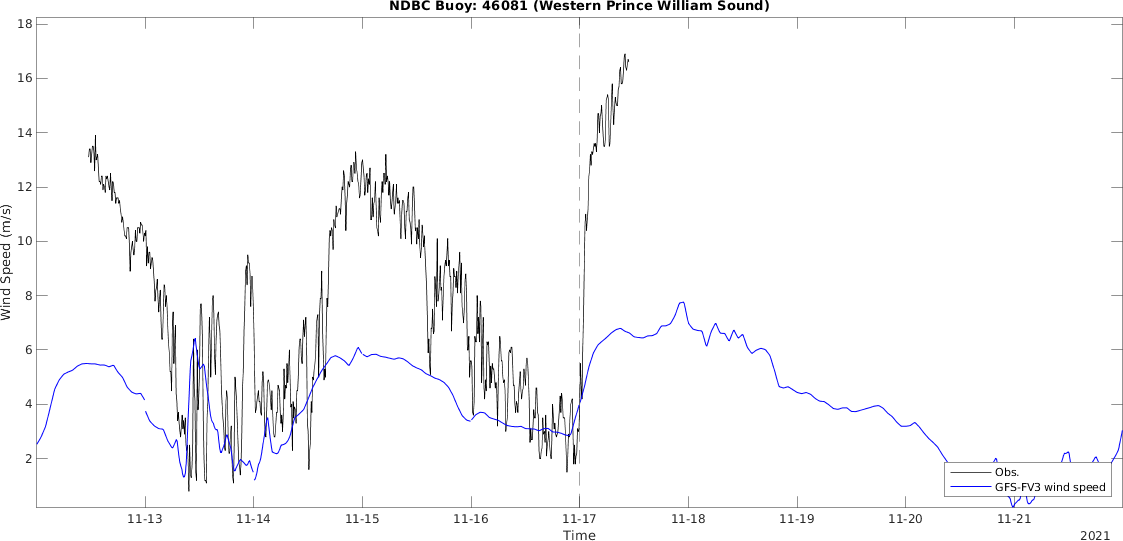 NDBC Buoy: 46081 (Western Prince William Sound)
18
16
14
12
10
8
6
4
2
Wind Speed (m/s)
11-13 11-14 11-15 11-16 11-17 11-18 11-19 11-20 11-21
Time
2021
Obs.
GFS-FV3 wind speed